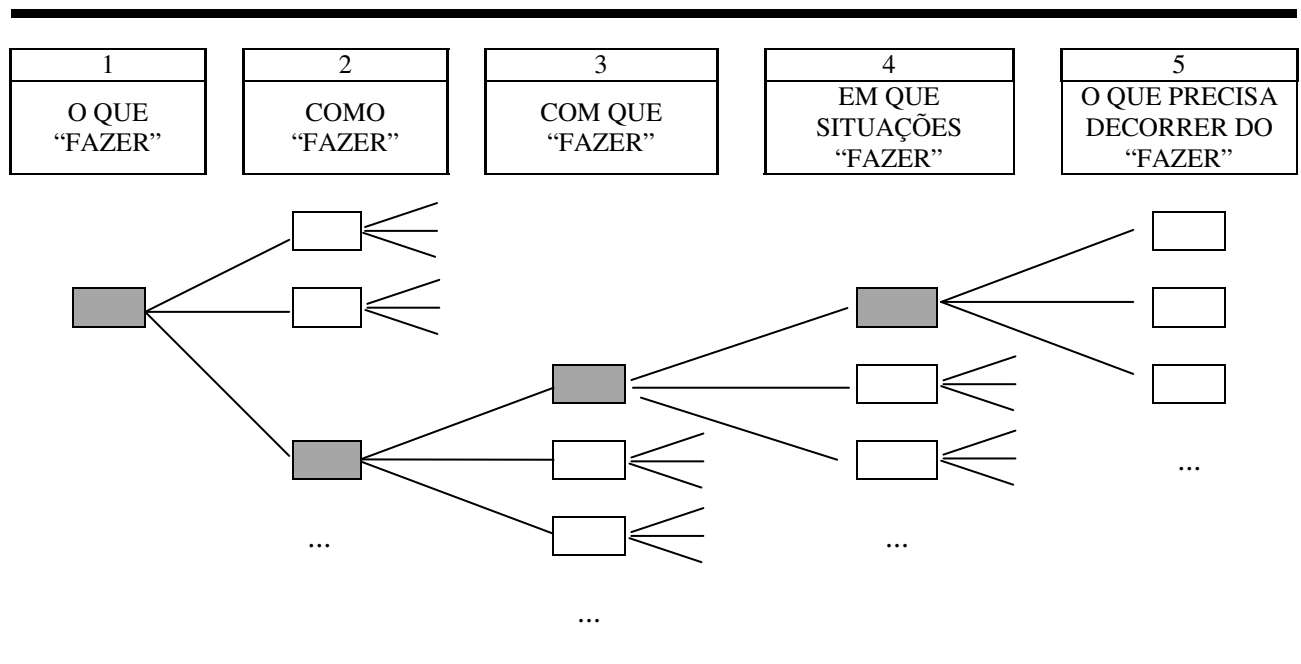 1
O QUE
“FAZER”
2
COMO
“FAZER”
3
COM QUE
“FAZER”
4
EM QUE
SITUAÇÕES
“FAZER”
5
O QUE PRECISA
DECORRER DO
“FAZER”
...
...
...
...